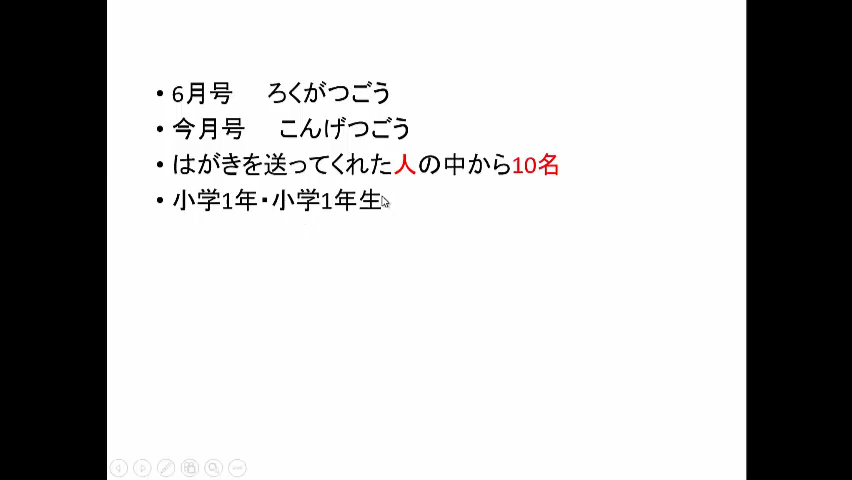 • 6月号 ろくがつごう
• 今月号 こんげつごう
• はがきを送ってくれた人の中から10名
• 小学1年・小学1年生